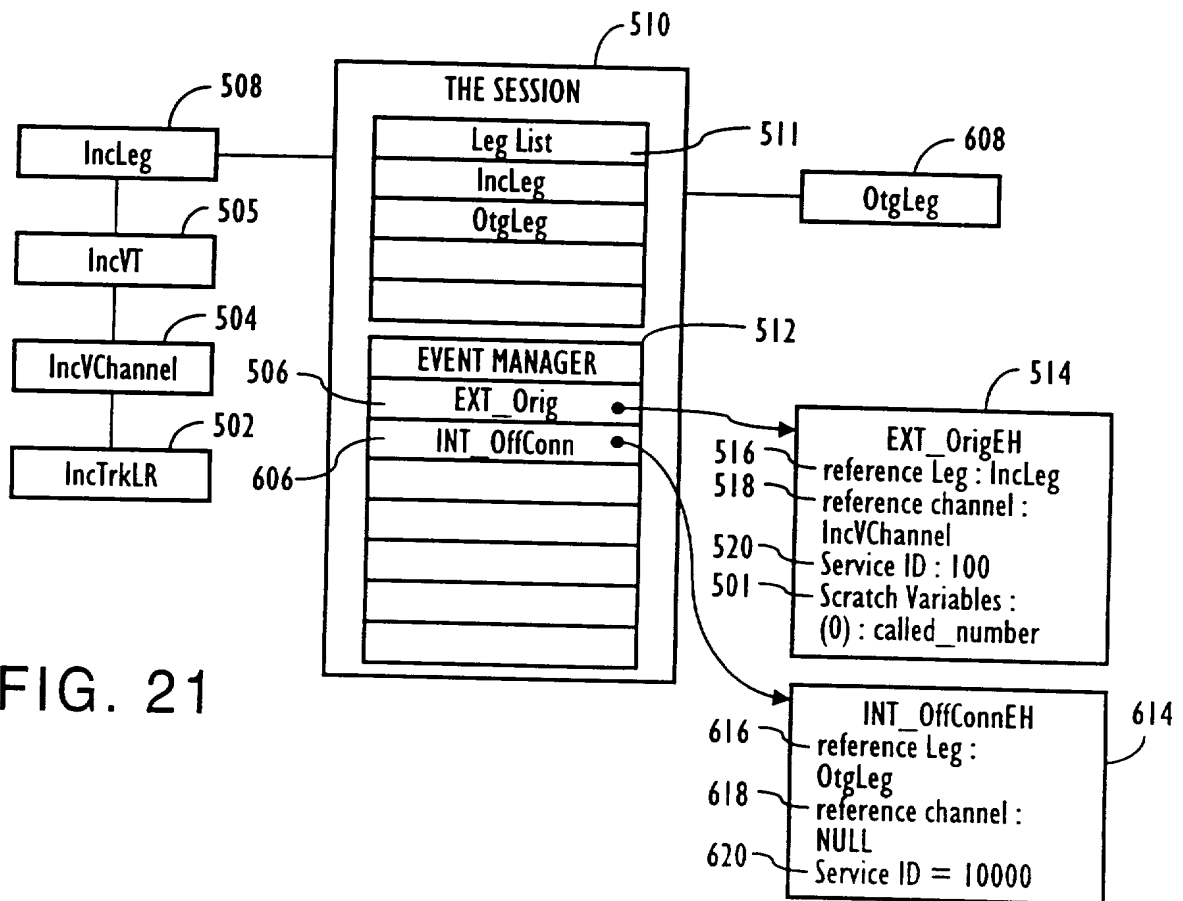 510
THE SESSION
508
IncLeg
Leg List
511
IncLeg
OtgLeg
608
OtgLeg
505
IncVT
504
IncVChannel
502
IncTrkLR
512
EVENT MANAGER
506
EXT_Orig
606
INT_OffConn
514
EXT_OrigEH
516
reference Leg : IncLeg
518
reference channel :
IncVChannel
520
Service ID : 100
501
Scratch Variables :
(0) : called_number
614
INT_OffConnEH
616
reference Leg :
OtgLeg
618
reference channel :
NULL
620
Service ID = 10000
FIG. 21